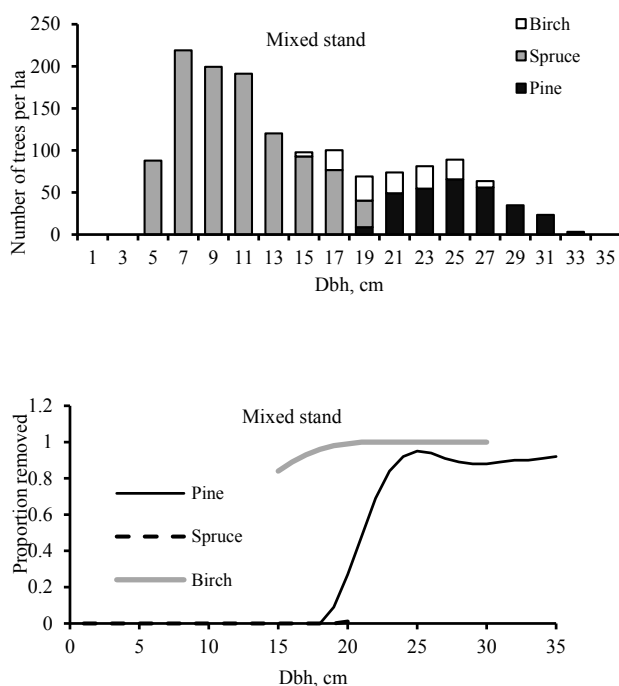 Mixed stand
Birch
Spruce
Pine
Number of trees per ha
250
200
150
100
50
0
1 3 5 7 9 11 13 15 17 19 21 23 25 27 29 31 33 35
Dbh, cm
Mixed stand
Proportion removed
1.2
1
0.8
0.6
0.4
0.2
0
Pine
Spruce
Birch
0 5 10 15 20 25 30 35
Dbh, cm